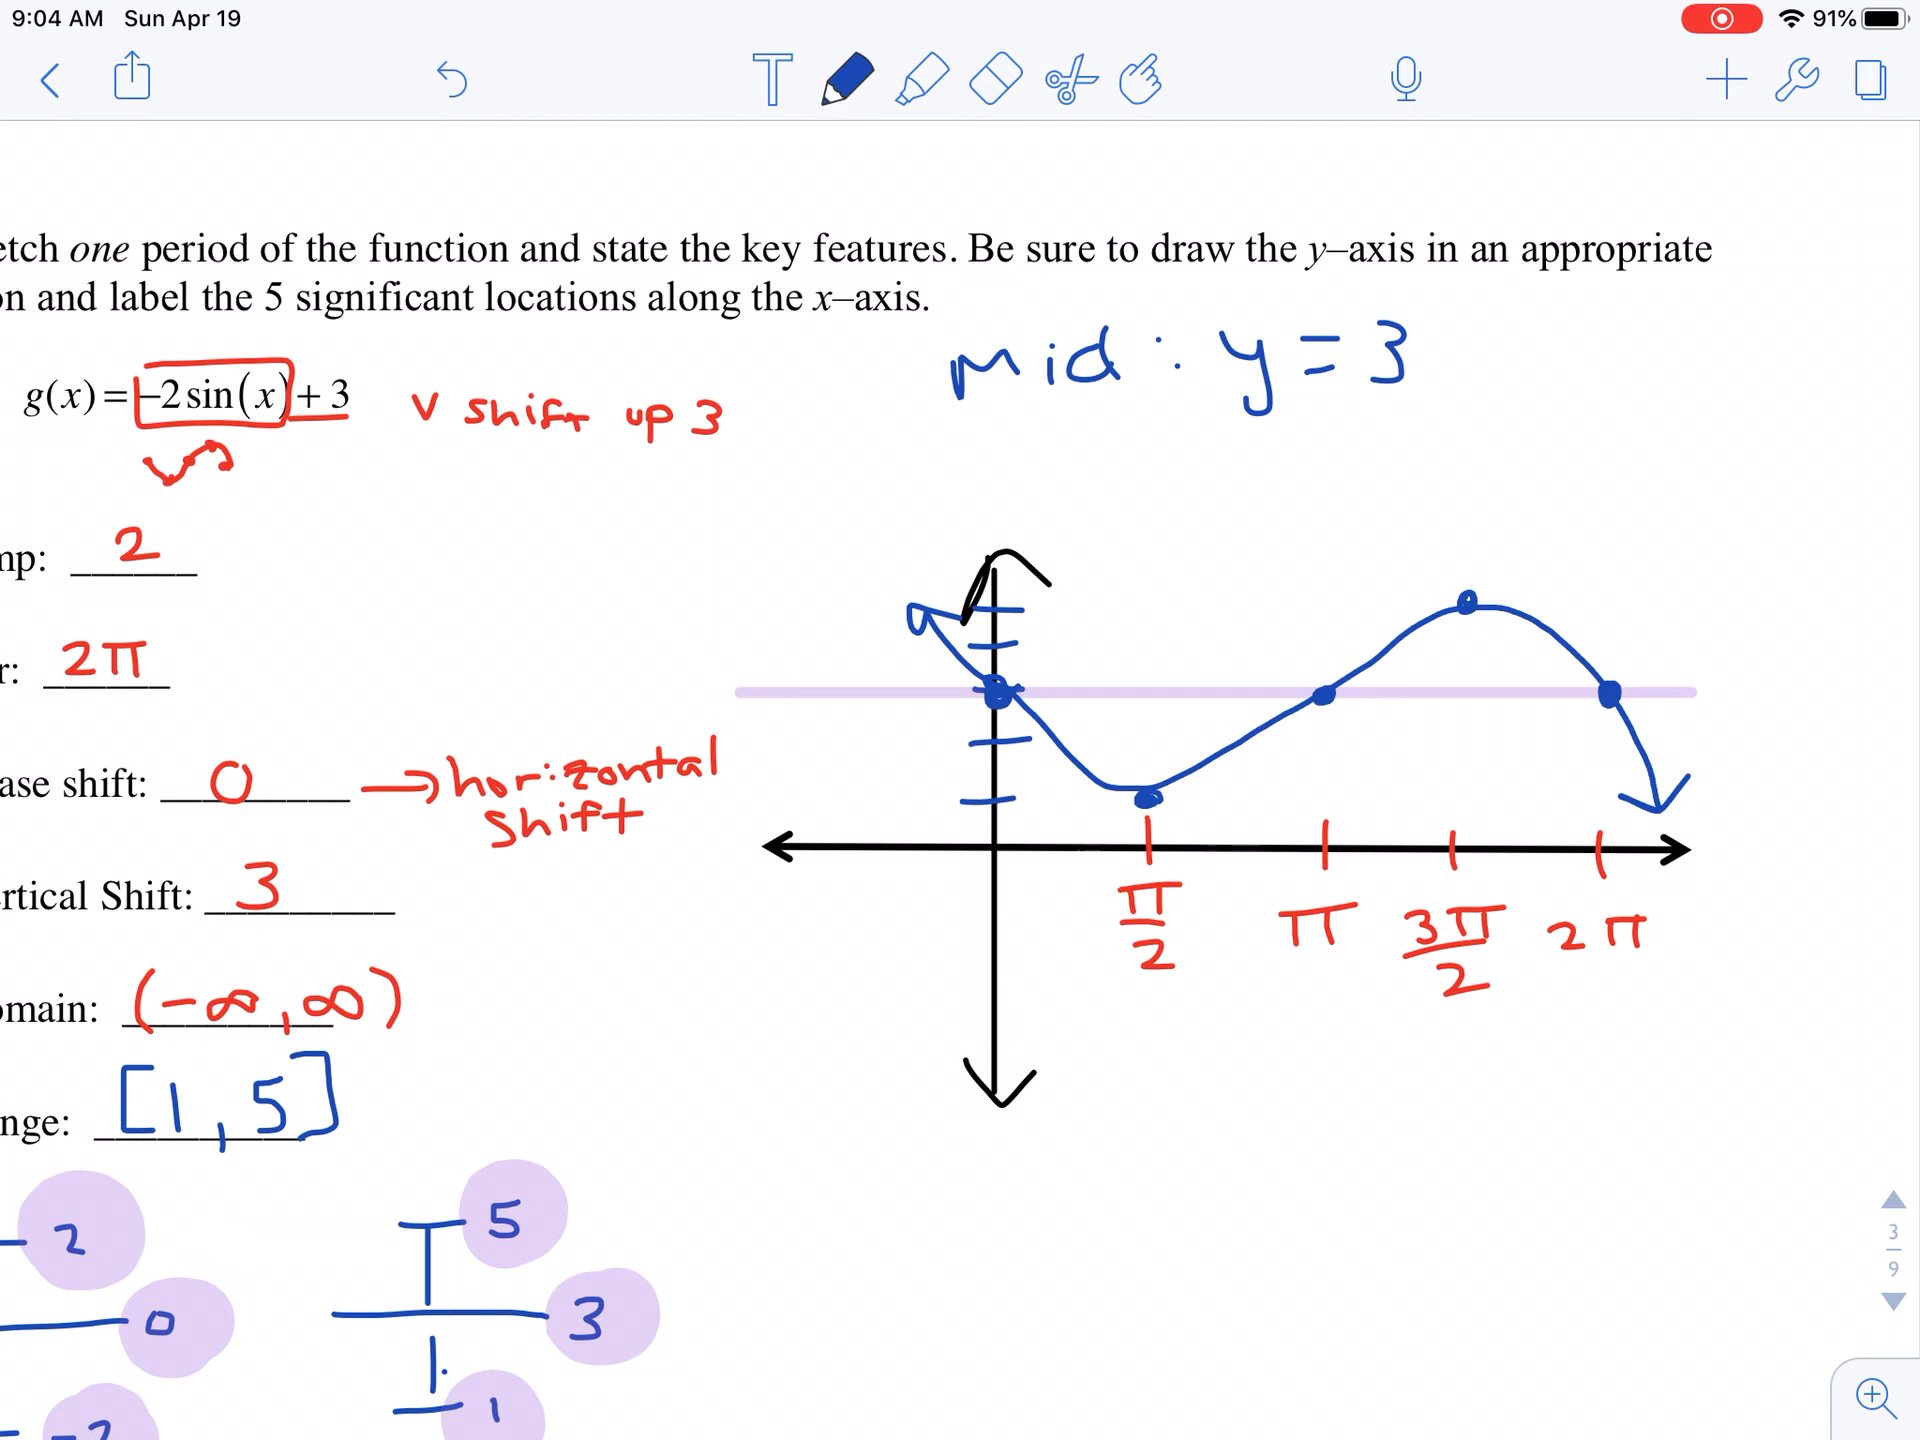 9:04 AM Sun Apr 19 91%
etch one period of the function and state the key features. Be sure to draw the y–axis in an appropriate
on and label the 5 significant locations along the x–axis.
mid : y = 3
g(x) = -2 sin(x) + 3 v shift up 3
mp: 2
r: 2π
ase shift: 0 → horizontal
shift
ertical Shift: 3
π/2 π 3π/2 2π
omain: (-∞, ∞)
nge: [1, 5]
2 5
0 3
-2 1
3
9